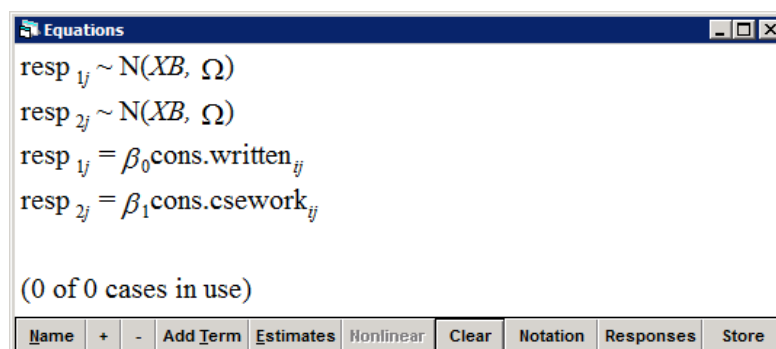 Equations
resp 1j ~ N(XB, Ω)
resp 2j ~ N(XB, Ω)
resp 1j = β0cons.writtenij
resp 2j = β1cons.cseworkij
(0 of 0 cases in use)
Name + - Add Term Estimates Nonlinear Clear Notation Responses Store